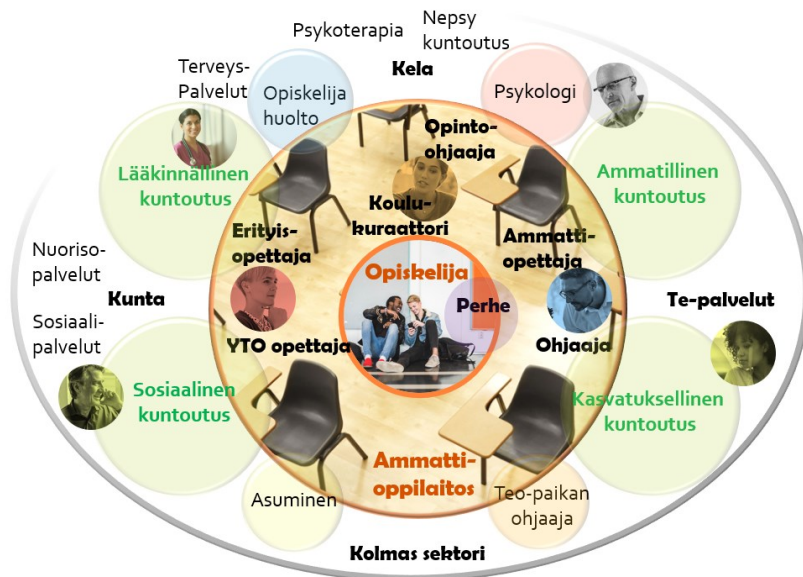 Psykoterapia
Nepsy
kuntoutus
Kela
Terveys-
Palvelut
Opiskelija
huolto
Psykologi
Opinto-
ohjaaja
Lääkinnällinen
kuntoutus
Ammatillinen
kuntoutus
Koulu-
kuraattori
Erityis-
opettaja
Ammatti-
opettaja
Nuoriso-
palvelut
Opiskelija
Perhe
Kunta
Te-palvelut
Sosiaali-
palvelut
YTO opettaja
Ohjaaja
Sosiaalinen
kuntoutus
Kasvatuksellinen
kuntoutus
Ammatti-
oppilaitos
Asuminen
Teo-paikan
ohjaaja
Kolmas sektori